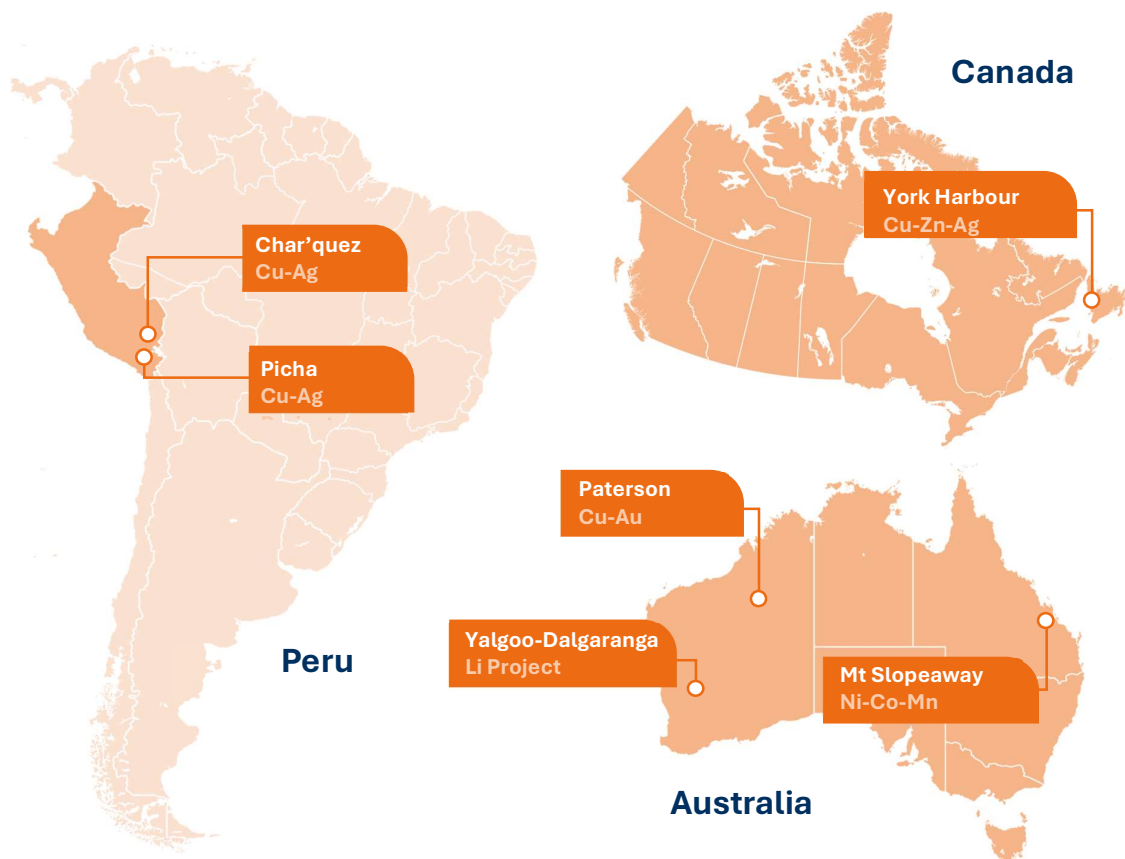 Canada
York Harbour
Cu-Zn-Ag
Char’quez
Cu-Ag
Picha
Cu-Ag
Peru
Paterson
Cu-Au
Yalgoo-Dalgaranga
Li Project
Mt Slopeaway
Ni-Co-Mn
Australia